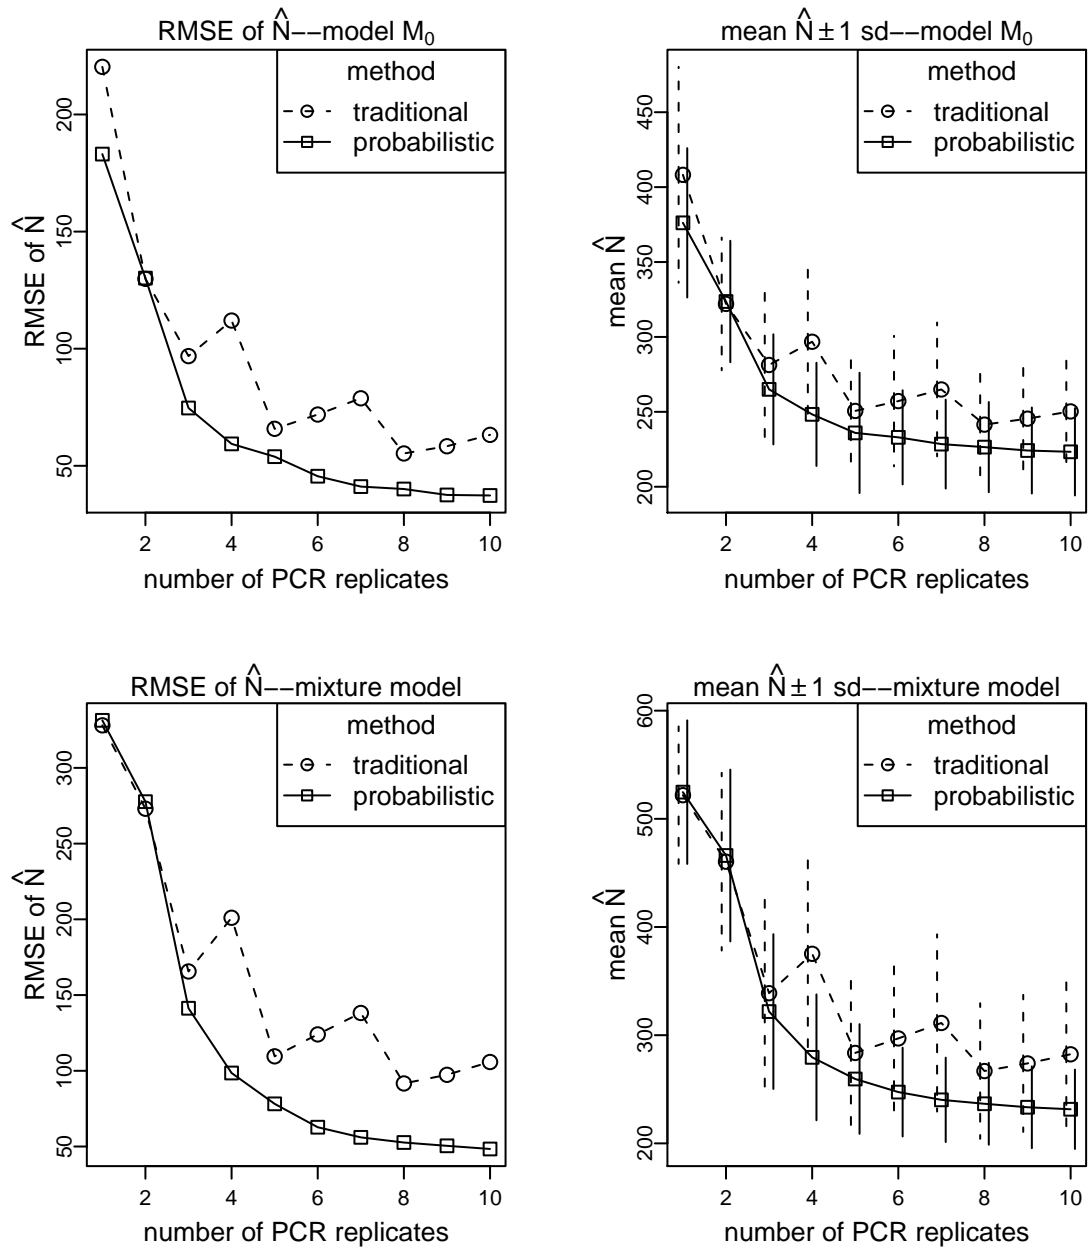 RMSE of N̂−−model M₀
method
traditional
probabilistic
RMSE of N̂
50 100 150 200
2 4 6 8 10
number of PCR replicates
mean N̂ ± 1 sd−−model M₀
method
traditional
probabilistic
mean N̂
200 250 300 350 400 450
2 4 6 8 10
number of PCR replicates
RMSE of N̂−−mixture model
method
traditional
probabilistic
RMSE of N̂
50 100 150 200 250 300
2 4 6 8 10
number of PCR replicates
mean N̂ ± 1 sd−−mixture model
method
traditional
probabilistic
mean N̂
200 300 400 500 600
2 4 6 8 10
number of PCR replicates